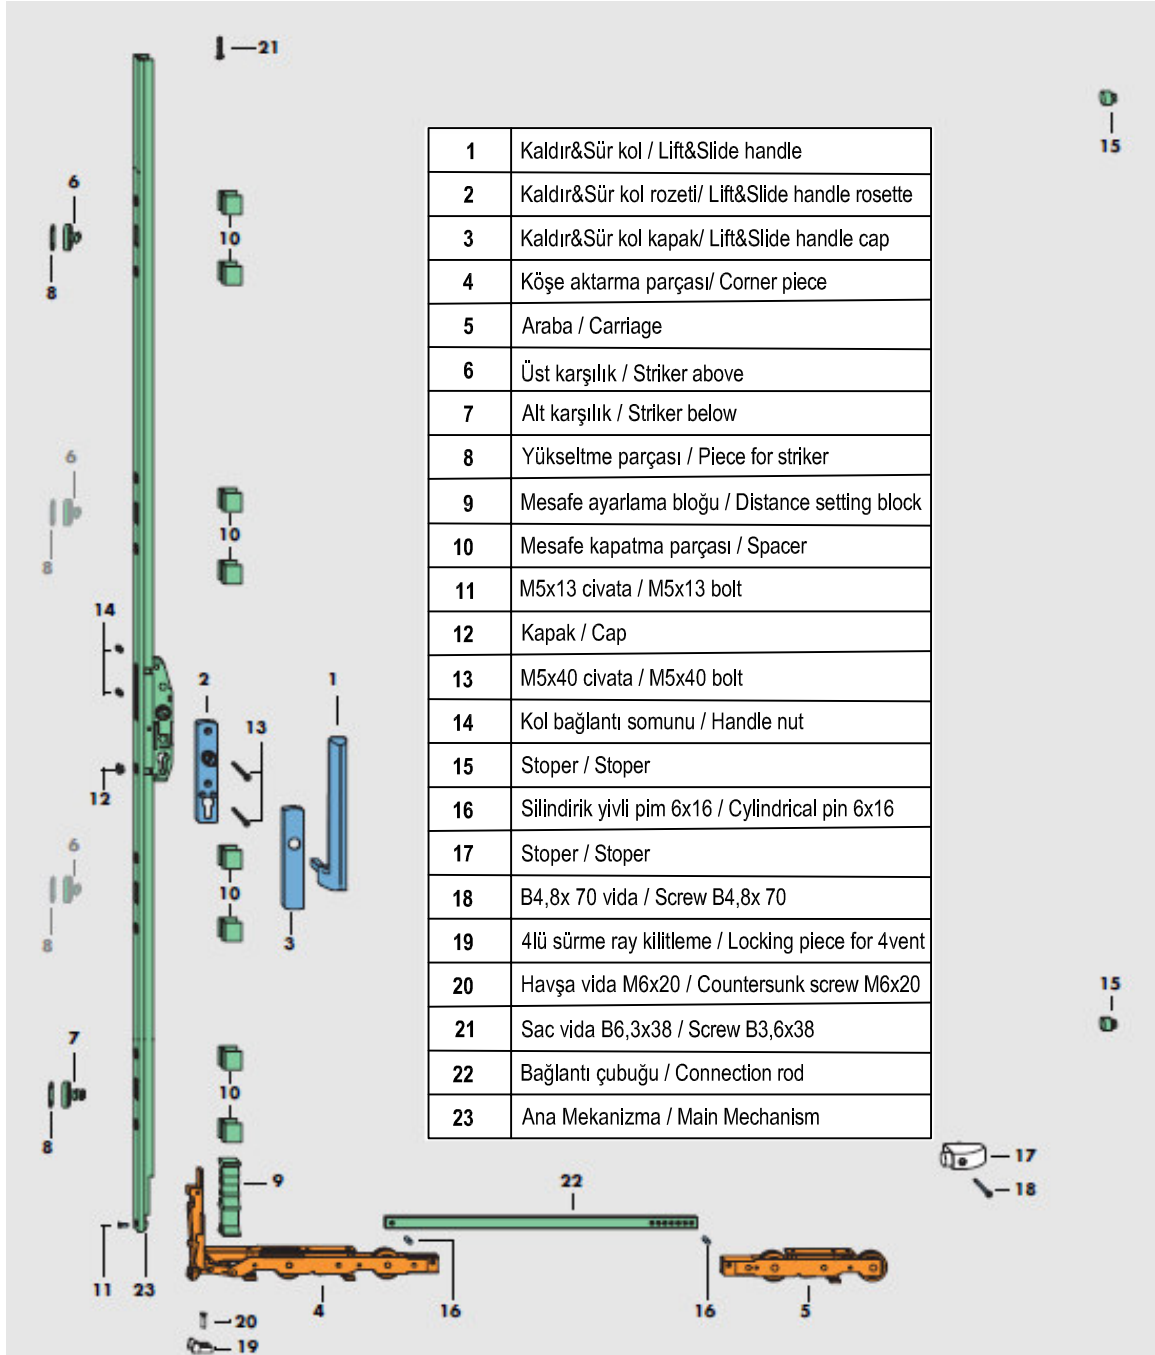 21
15
6
10
8
6
10
8
14
2
1
13
12
6
10
8
3
15
7
10
8
17
9
22
18
11
23
4
16
16
5
20
19
1 Kaldır&Sür kol / Lift&Slide handle
2 Kaldır&Sür kol rozeti/ Lift&Slide handle rosette
3 Kaldır&Sür kol kapak/ Lift&Slide handle cap
4 Köşe aktarma parçası/ Corner piece
5 Araba / Carriage
6 Üst karşılık / Striker above
7 Alt karşılık / Striker below
8 Yükseltme parçası / Piece for striker
9 Mesafe ayarlama bloğu / Distance setting block
10 Mesafe kapatma parçası / Spacer
11 M5x13 civata / M5x13 bolt
12 Kapak / Cap
13 M5x40 civata / M5x40 bolt
14 Kol bağlantı somunu / Handle nut
15 Stoper / Stoper
16 Silindirik yivli pim 6x16 / Cylindrical pin 6x16
17 Stoper / Stoper
18 B4,8x 70 vida / Screw B4,8x 70
19 4lü sürme ray kilitleme / Locking piece for 4vent
20 Havşa vida M6x20 / Countersunk screw M6x20
21 Sac vida B6,3x38 / Screw B3,6x38
22 Bağlantı çubuğu / Connection rod
23 Ana Mekanizma / Main Mechanism